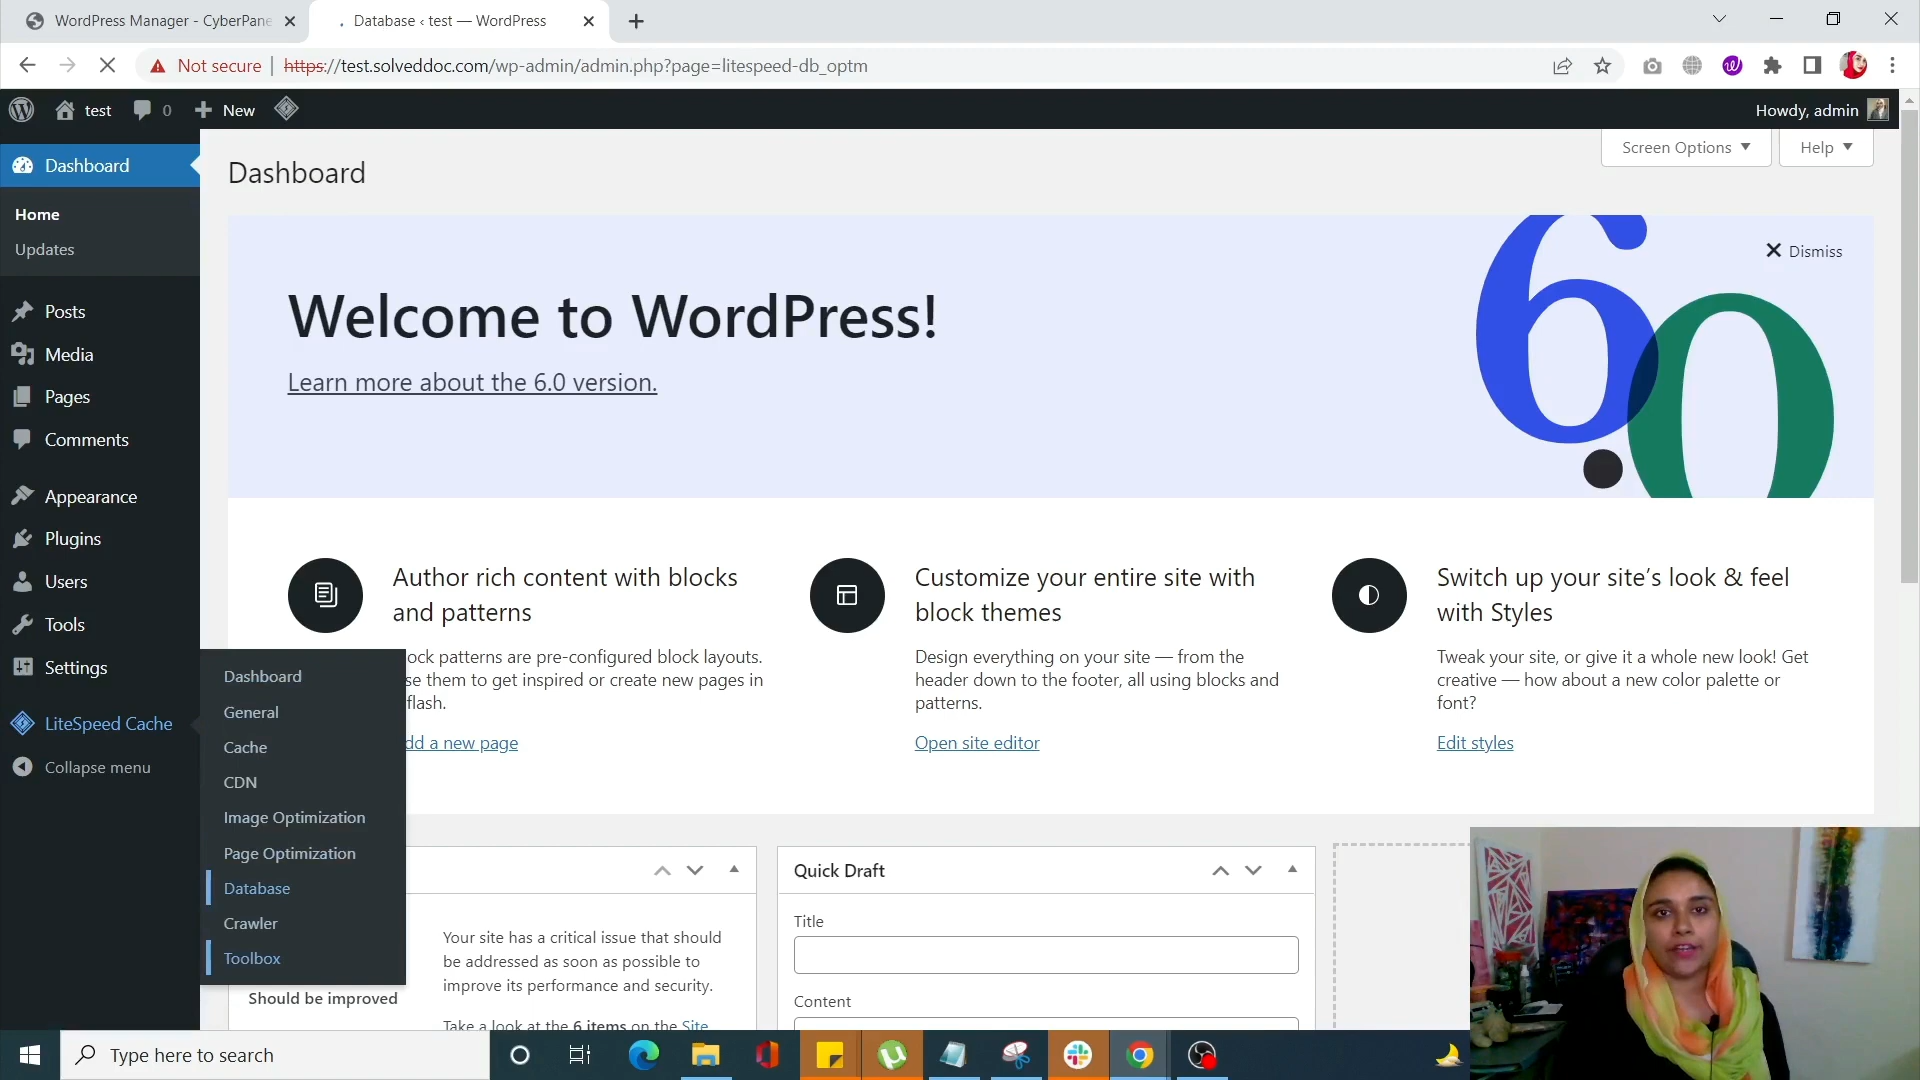 WordPress Manager - CyberPane
Database ‹ test — WordPress
Not secure | https://test.solveddoc.com/wp-admin/admin.php?page=litespeed-db_optm
test
0
New
Howdy, admin
Dashboard
Home
Updates
Posts
Media
Pages
Comments
Appearance
Plugins
Users
Tools
Settings
LiteSpeed Cache
Collapse menu
Dashboard
General
Cache
CDN
Image Optimization
Page Optimization
Database
Crawler
Toolbox
Dashboard
Screen Options
Help
Welcome to WordPress!
Learn more about the 6.0 version.
Dismiss
60
Author rich content with blocks
and patterns
ock patterns are pre-configured block layouts.
se them to get inspired or create new pages in
flash.
dd a new page
Customize your entire site with
block themes
Design everything on your site — from the
header down to the footer, all using blocks and
patterns.
Open site editor
Switch up your site’s look & feel
with Styles
Tweak your site, or give it a whole new look! Get
creative — how about a new color palette or
font?
Edit styles
Should be improved
Your site has a critical issue that should
be addressed as soon as possible to
improve its performance and security.
Take a look at the 6 items on the Site
Quick Draft
Title
Content
Type here to search